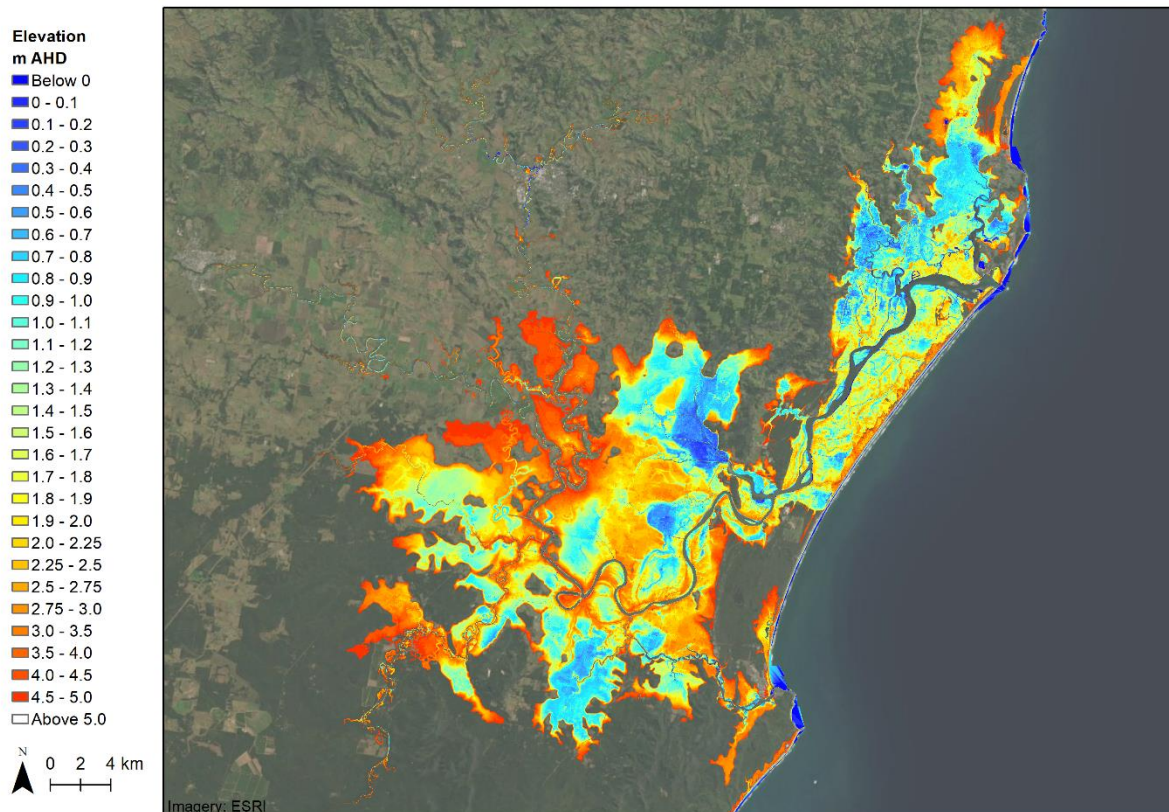 Elevation
m AHD
Below 0
0 - 0.1
0.1 - 0.2
0.2 - 0.3
0.3 - 0.4
0.4 - 0.5
0.5 - 0.6
0.6 - 0.7
0.7 - 0.8
0.8 - 0.9
0.9 - 1.0
1.0 - 1.1
1.1 - 1.2
1.2 - 1.3
1.3 - 1.4
1.4 - 1.5
1.5 - 1.6
1.6 - 1.7
1.7 - 1.8
1.8 - 1.9
1.9 - 2.0
2.0 - 2.25
2.25 - 2.5
2.5 - 2.75
2.75 - 3.0
3.0 - 3.5
3.5 - 4.0
4.0 - 4.5
4.5 - 5.0
Above 5.0
N
0 2 4 km
Imagery: ESRI